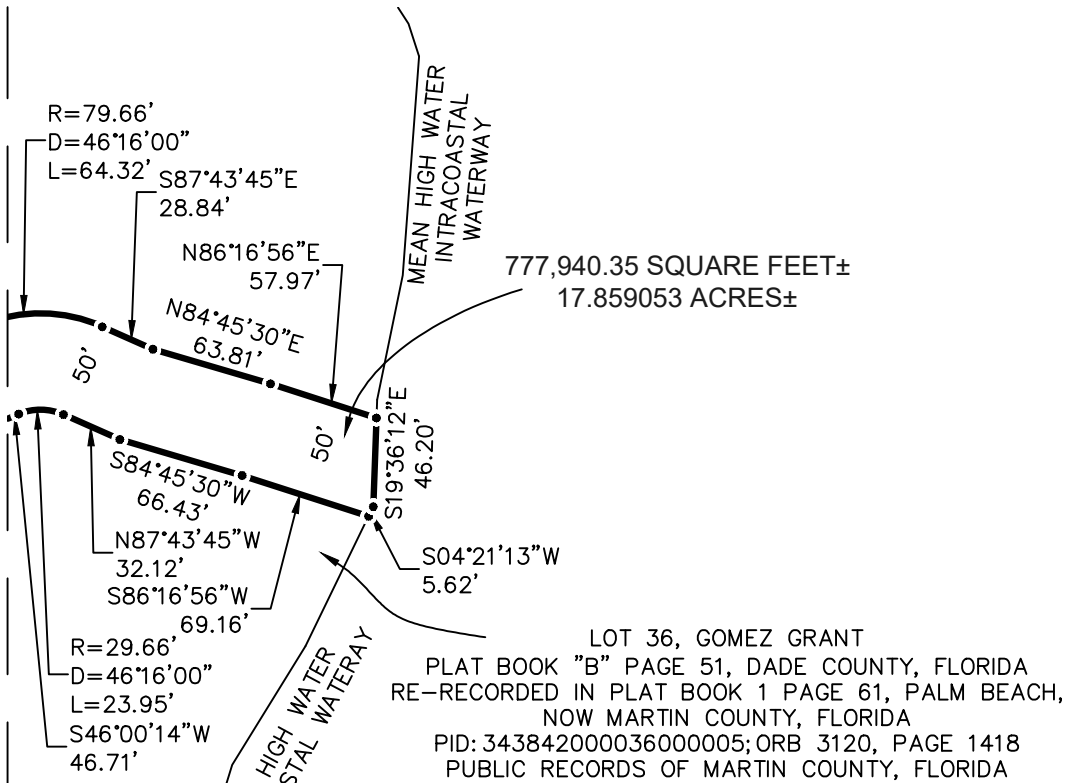 R=79.66'
D=46°16'00"
L=64.32'
S87°43'45"E
28.84'
N86°16'56"E
57.97'
N84°45'30"E
63.81'
MEAN HIGH WATER
INTRACOASTAL
WATERWAY
777,940.35 SQUARE FEET±
17.859053 ACRES±
50'
50'
S19°36'12"E
46.20'
S84°45'30"W
66.43'
N87°43'45"W
32.12'
S86°16'56"W
69.16'
S04°21'13"W
5.62'
R=29.66'
D=46°16'00"
L=23.95'
S46°00'14"W
46.71'
HIGH WATER
STAL WATERAY
LOT 36, GOMEZ GRANT
PLAT BOOK "B" PAGE 51, DADE COUNTY, FLORIDA
RE-RECORDED IN PLAT BOOK 1 PAGE 61, PALM BEACH,
NOW MARTIN COUNTY, FLORIDA
PID: 343842000036000005; ORB 3120, PAGE 1418
PUBLIC RECORDS OF MARTIN COUNTY, FLORIDA